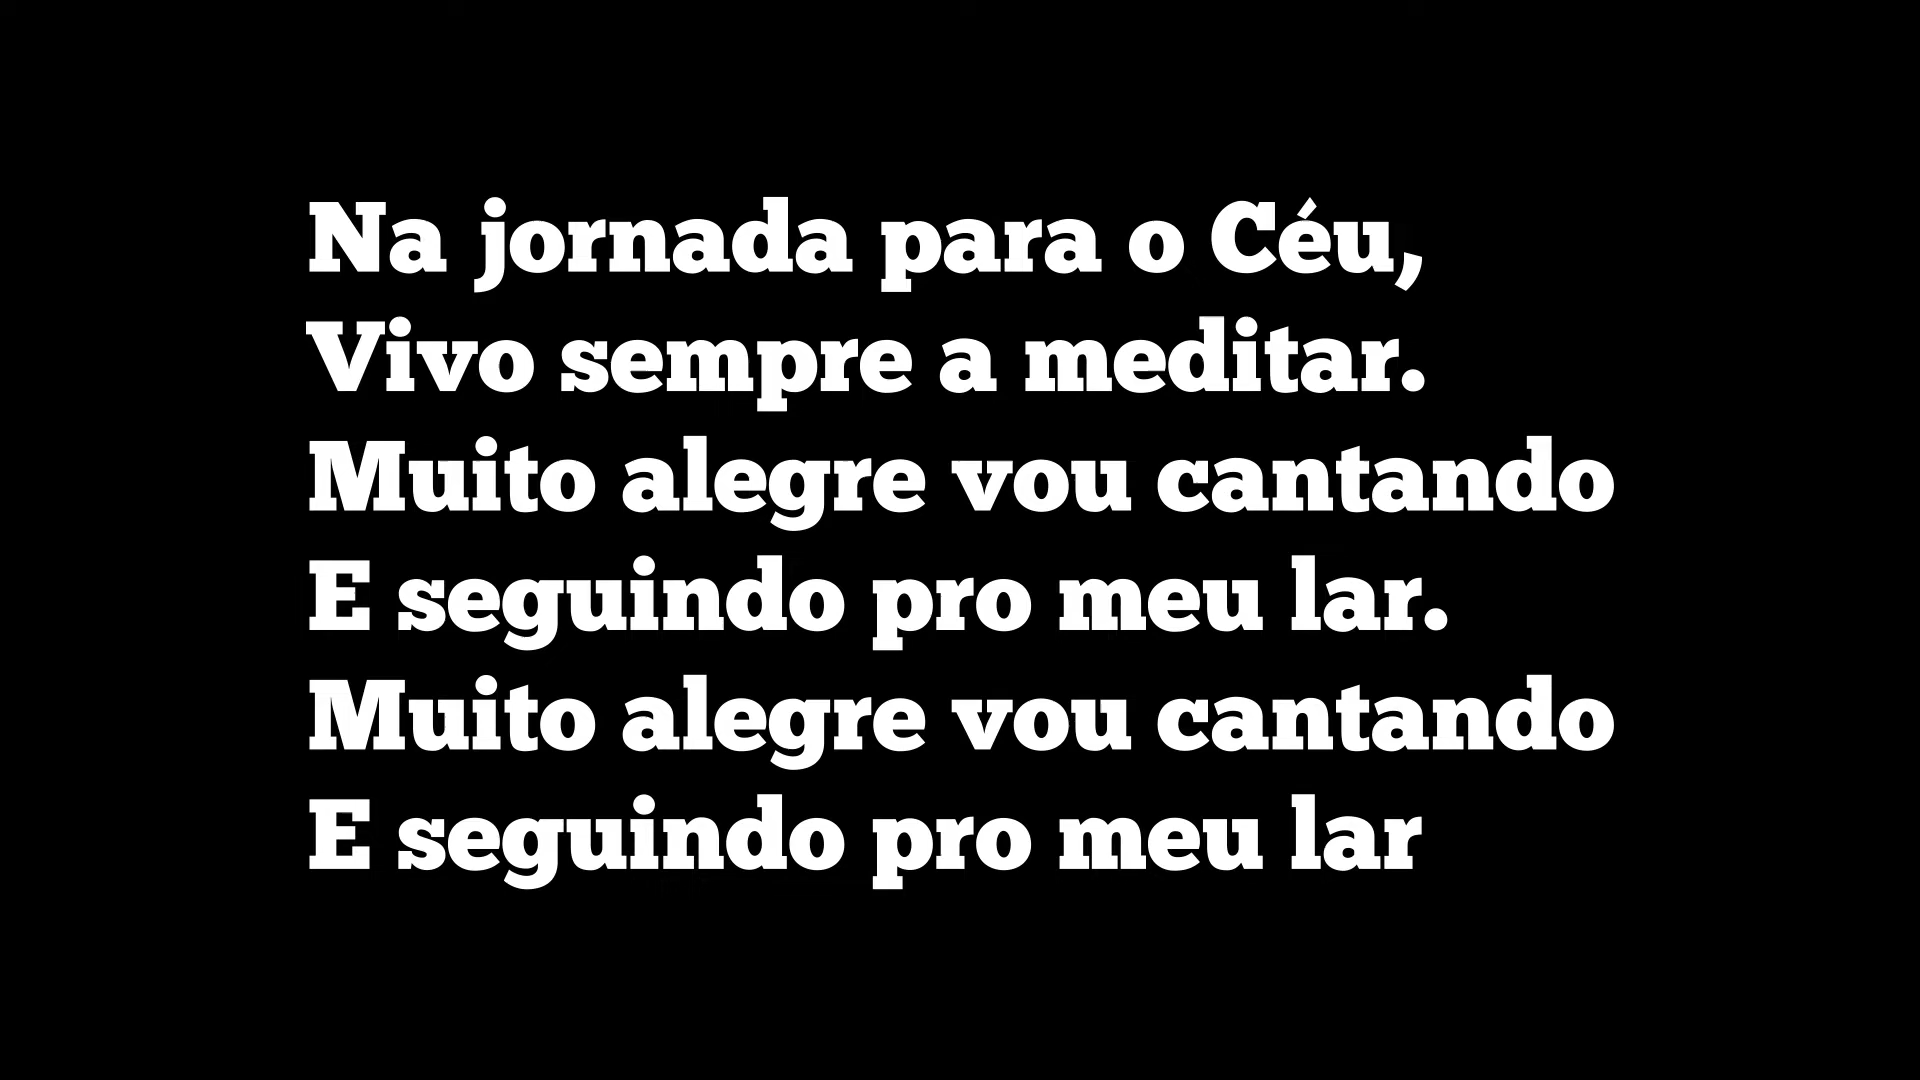 Na jornada para o Céu,
Vivo sempre a meditar.
Muito alegre vou cantando
E seguindo pro meu lar.
Muito alegre vou cantando
E seguindo pro meu lar